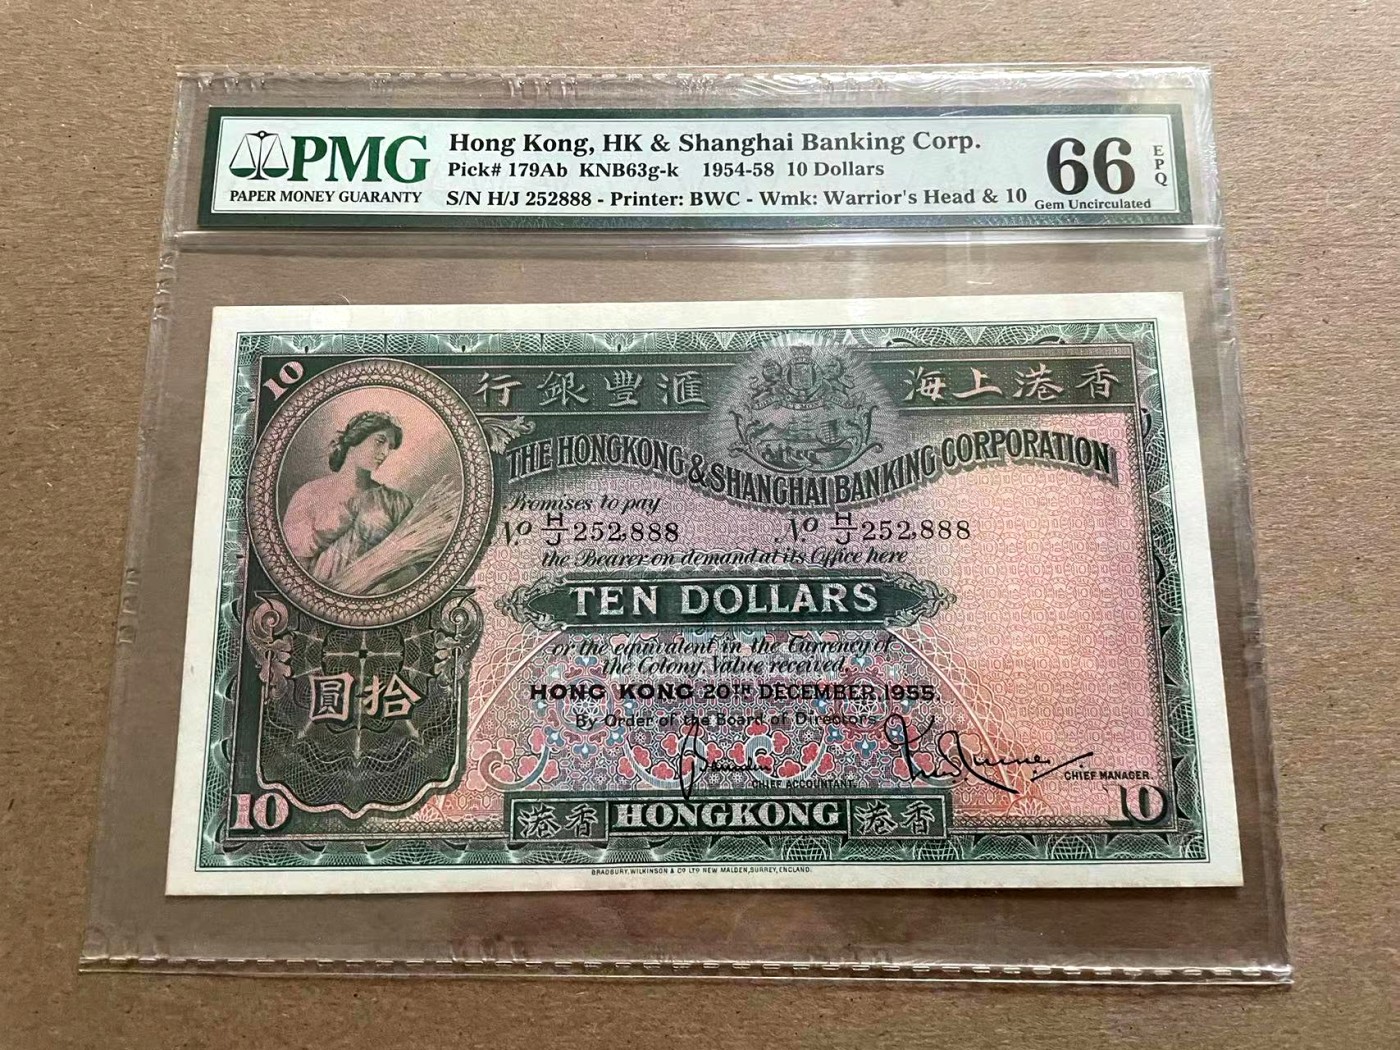 PMG
PAPER MONEY GUARANTY
Hong Kong, HK & Shanghai Banking Corp.
Pick# 179Ab KNB63g-k 1954-58 10 Dollars
S/N H/J 252888 - Printer: BWC - Wmk: Warrior's Head & 10
66 EPQ
Gem Uncirculated
10
行銀豐滙 海上港香
THE HONGKONG & SHANGHAI BANKING CORPORATION
Promises to pay
No H/J 252,888 No H/J 252,888
the Bearer on demand at its Office here
TEN DOLLARS
or the equivalent in the Currency of
the Colony, Value received.
HONG KONG 20TH DECEMBER, 1955.
By Order of the Board of Directors
圓拾
CHIEF ACCOUNTANT.
CHIEF MANAGER.
10 港香 HONGKONG 港香 10
BRADBURY, WILKINSON & Co LTD NEW MALDEN, SURREY, ENGLAND.